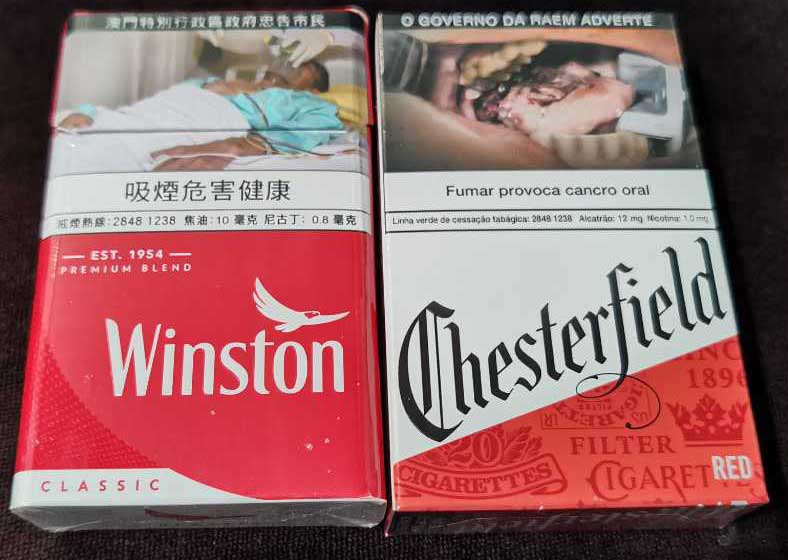 澳門特別行政區政府忠告市民
吸煙危害健康
戒煙熱線:2848 1238 焦油:10 毫克 尼古丁: 0.8 毫克
EST. 1954
PREMIUM BLEND
Winston
CLASSIC
O GOVERNO DA RAEM ADVERTE
Fumar provoca cancro oral
Linha verde de cessação tabágica: 2848 1238 Alcatrão: 12 mg Nicotina: 1.0 mg
Chesterfield
1896
20
CIGARETTES
FILTER
CIGARET
RED